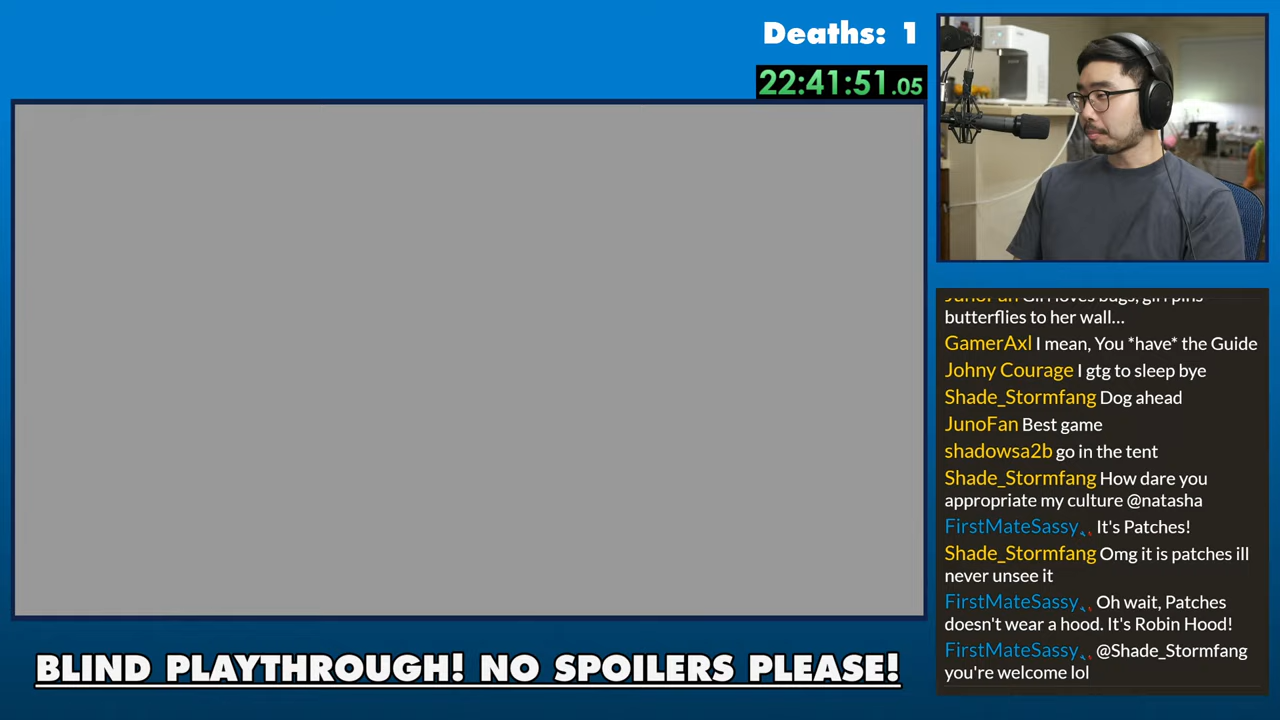 Deaths: 1
22:41:51.05
butterflies to her wall...
GamerAxl I mean, You *have* the Guide
Johny Courage I gtg to sleep bye
Shade_Stormfang Dog ahead
JunoFan Best game
shadowsa2b go in the tent
Shade_Stormfang How dare you
appropriate my culture @natasha
FirstMateSassy It's Patches!
Shade_Stormfang Omg it is patches ill
never unsee it
FirstMateSassy Oh wait, Patches
doesn't wear a hood. It's Robin Hood!
FirstMateSassy @Shade_Stormfang
you're welcome lol
BLIND PLAYTHROUGH! NO SPOILERS PLEASE!